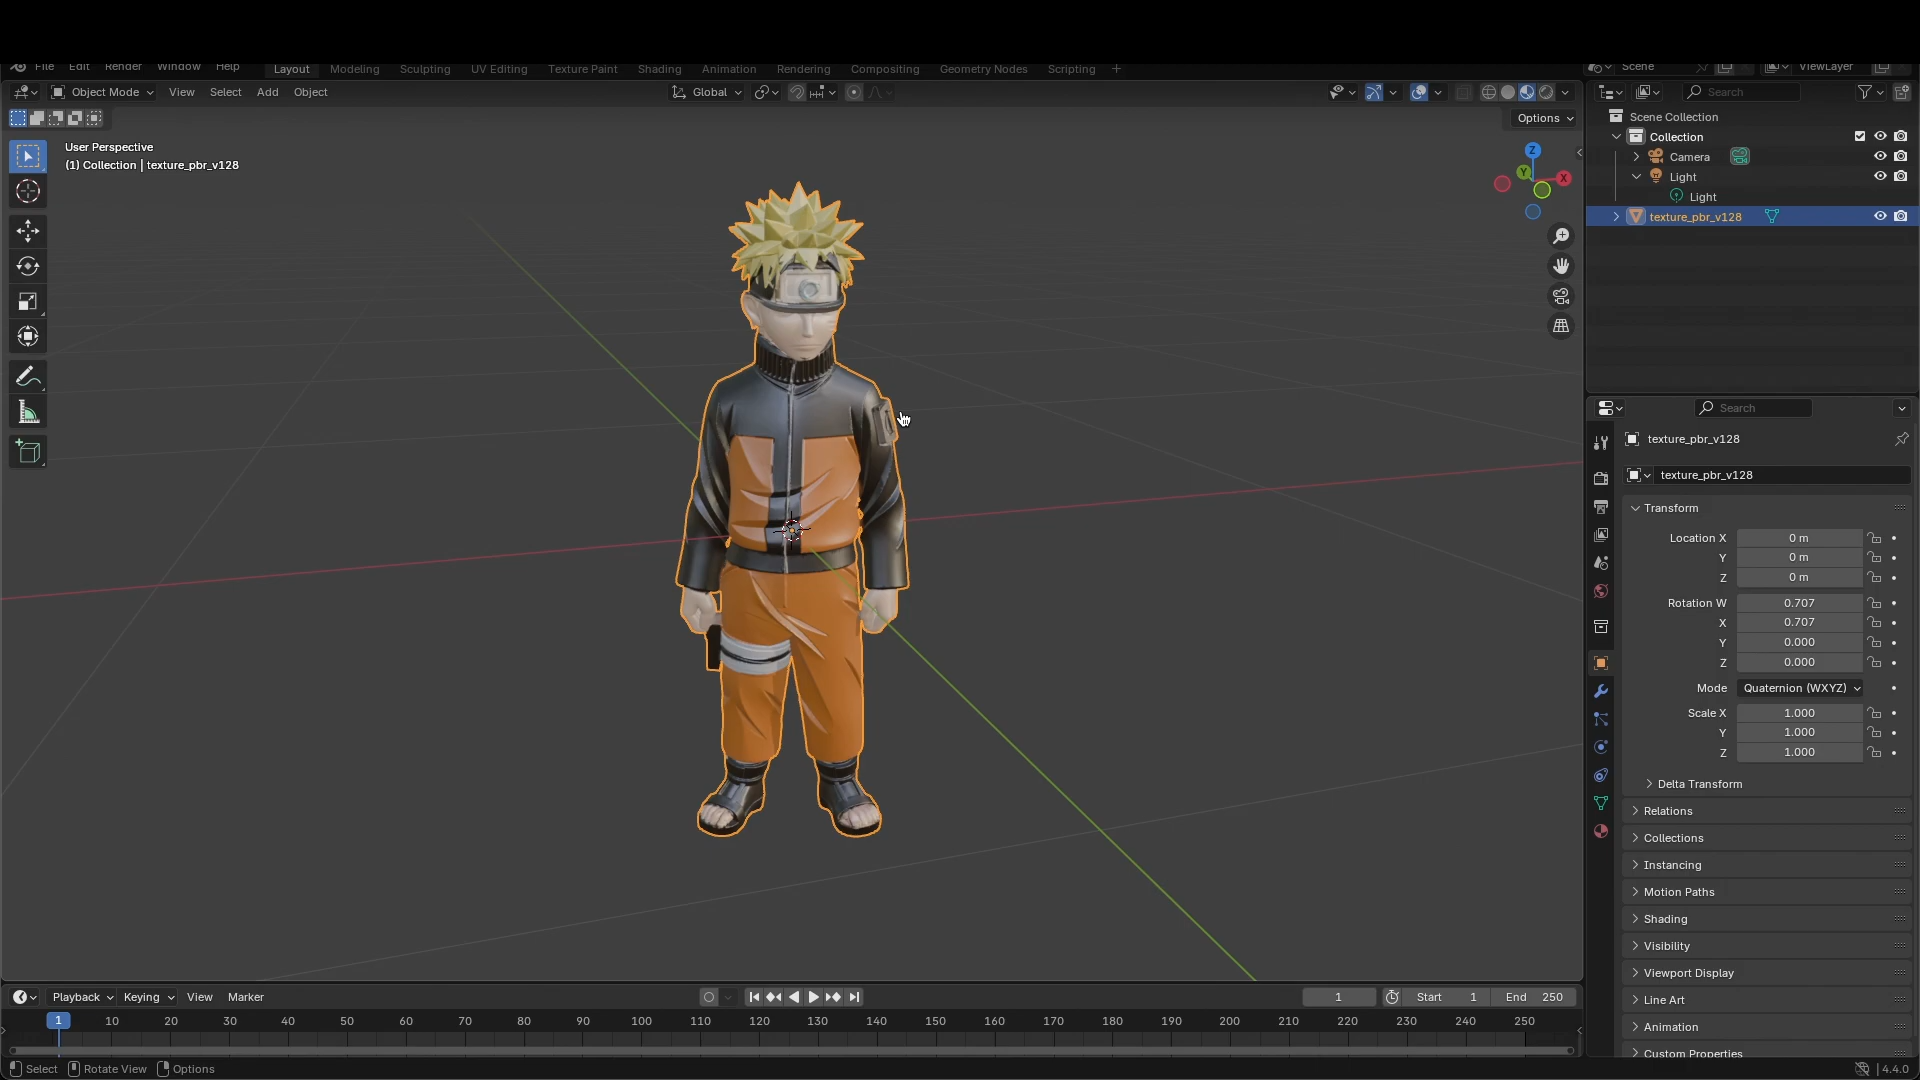 File Edit Render Window Help Layout Modeling Sculpting UV Editing Texture Paint Shading Animation Rendering Compositing Geometry Nodes Scripting + Scene ViewLayer
Object Mode View Select Add Object Global Search
Options
User Perspective
(1) Collection | texture_pbr_v128
Z
Y
X
Scene Collection
Collection
Camera
Light
Light
texture_pbr_v128
Search
texture_pbr_v128
texture_pbr_v128
Transform
Location X 0 m
Y 0 m
Z 0 m
Rotation W 0.707
X 0.707
Y 0.000
Z 0.000
Mode Quaternion (WXYZ)
Scale X 1.000
Y 1.000
Z 1.000
Delta Transform
Relations
Collections
Instancing
Motion Paths
Shading
Visibility
Viewport Display
Line Art
Animation
Custom Properties
Playback Keying View Marker 1 Start 1 End 250
1 10 20 30 40 50 60 70 80 90 100 110 120 130 140 150 160 170 180 190 200 210 220 230 240 250
Select Rotate View Options 4.4.0